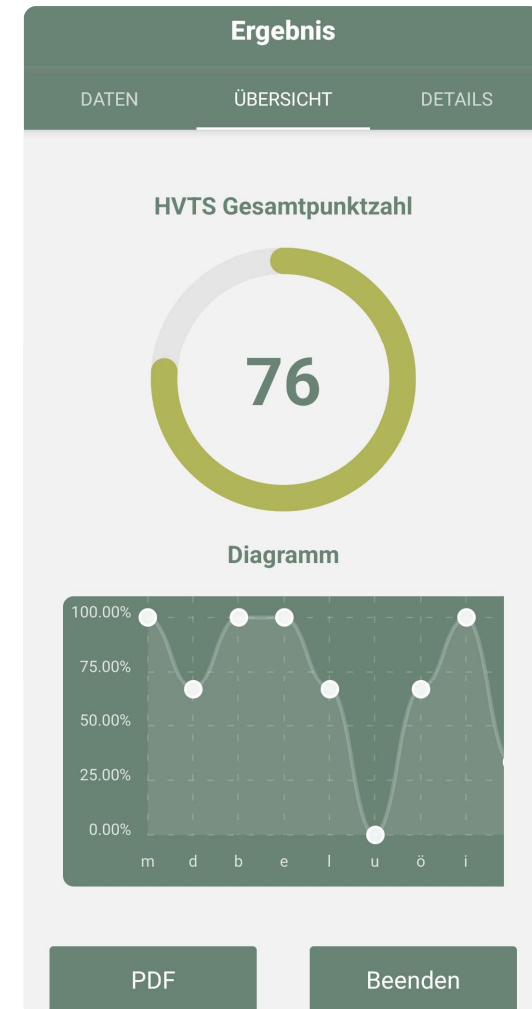 Ergebnis
DATEN ÜBERSICHT DETAILS
HVTS Gesamtpunktzahl
76
Diagramm
100.00%
75.00%
50.00%
25.00%
0.00%
m d b e l u ö i
PDF Beenden